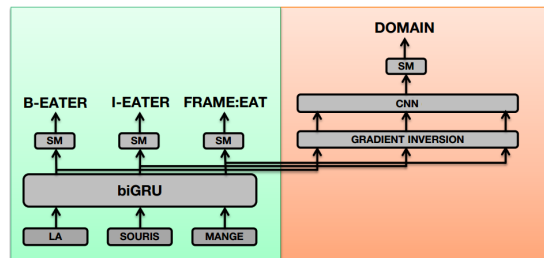 DOMAIN
SM
B-EATER I-EATER FRAME:EAT
CNN
SM SM SM
GRADIENT INVERSION
biGRU
LA SOURIS MANGE